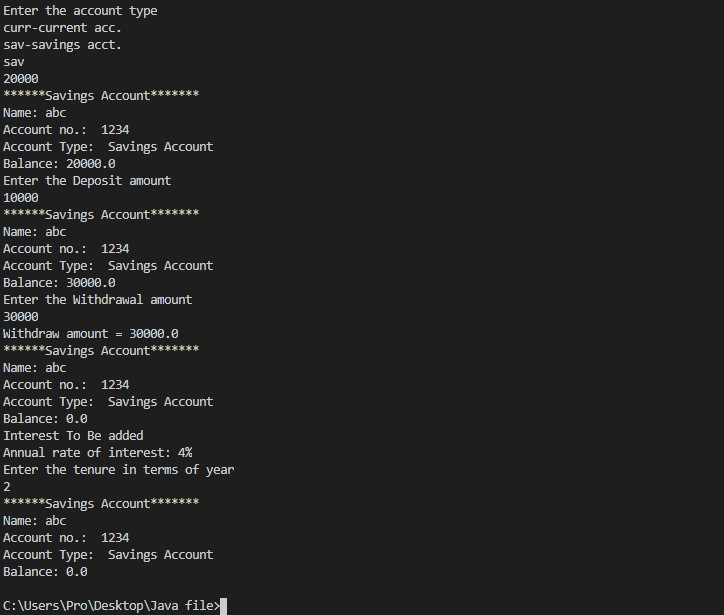 Enter the account type
curr-current acc.
sav-savings acct.
sav
20000
******Savings Account*******
Name: abc
Account no.:  1234
Account Type:  Savings Account
Balance: 20000.0
Enter the Deposit amount
10000
******Savings Account*******
Name: abc
Account no.:  1234
Account Type:  Savings Account
Balance: 30000.0
Enter the Withdrawal amount
30000
Withdraw amount = 30000.0
******Savings Account*******
Name: abc
Account no.:  1234
Account Type:  Savings Account
Balance: 0.0
Interest To Be added
Annual rate of interest: 4%
Enter the tenure in terms of year
2
******Savings Account*******
Name: abc
Account no.:  1234
Account Type:  Savings Account
Balance: 0.0
C:\Users\Pro\Desktop\Java file>